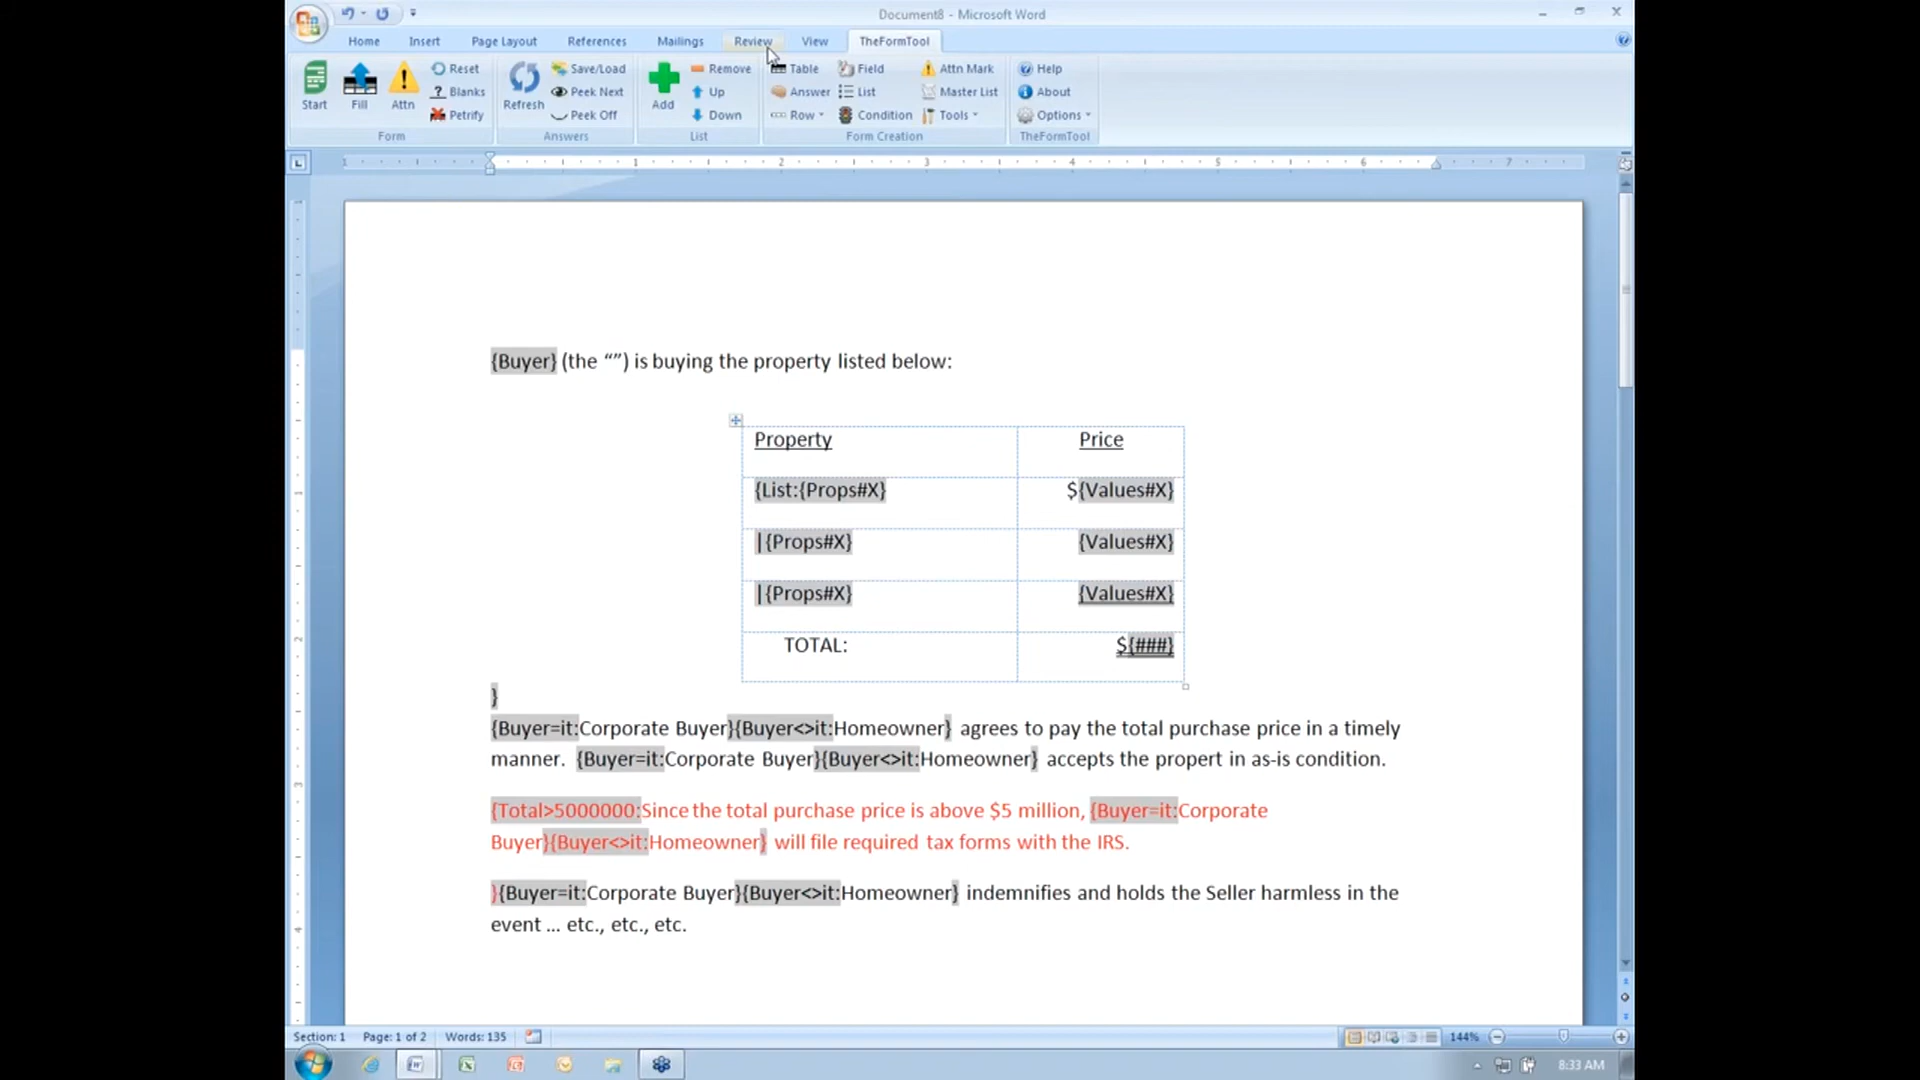 Document8 - Microsoft Word
Home Insert Page Layout References Mailings Review View TheFormTool
Start Fill Attn Reset Blanks Petrify
Refresh Save/Load Peek Next Peek Off
Add Remove Up Down
Table Field Attn Mark
Answer List Master List
Row Condition Tools
Help
About
Options
Form Answers List Form Creation TheFormTool
1 1 2 3 4 5 6 7
{Buyer} (the “”) is buying the property listed below:
Property Price
{List:{Props#X} ${Values#X}
|{Props#X} {Values#X}
|{Props#X} {Values#X}
TOTAL: ${###}
}
{Buyer=it:Corporate Buyer}{Buyer<>it:Homeowner} agrees to pay the total purchase price in a timely
manner. {Buyer=it:Corporate Buyer}{Buyer<>it:Homeowner} accepts the propert in as-is condition.
{Total>5000000:Since the total purchase price is above $5 million, {Buyer=it:Corporate
Buyer}{Buyer<>it:Homeowner} will file required tax forms with the IRS.
}{Buyer=it:Corporate Buyer}{Buyer<>it:Homeowner} indemnifies and holds the Seller harmless in the
event ... etc., etc., etc.
Section: 1 Page: 1 of 2 Words: 135 144%
8:33 AM